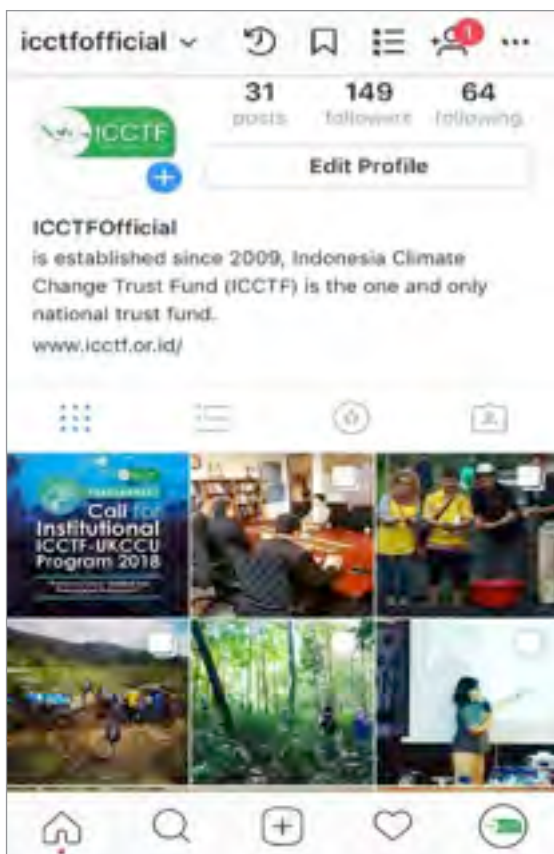 icctfofficial
1
31 149 64
posts followers following
ICCTF
Edit Profile
ICCTFOfficial
is established since 2009, Indonesia Climate
Change Trust Fund (ICCTF) is the one and only
national trust fund.
www.icctf.or.id/
Call for
Institutional
ICCTF-UKCCU
Program 2018